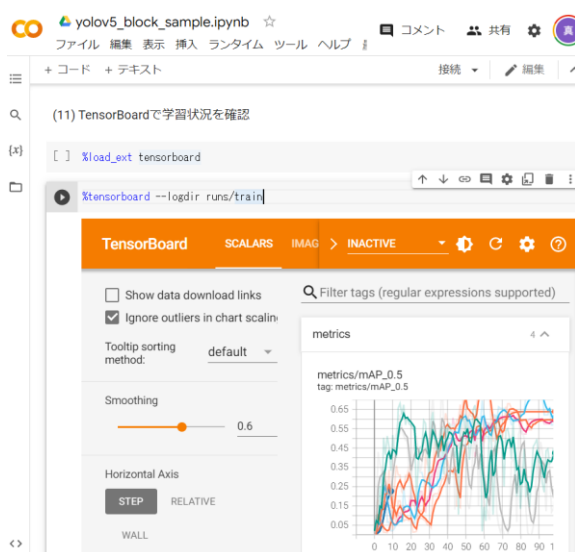 yolov5_block_sample.ipynb
コメント
共有
真
ファイル 編集 表示 挿入 ランタイム ツール ヘルプ
+ コード + テキスト
接続
編集
(11) TensorBoardで学習状況を確認
{x}
[ ] %load_ext tensorboard
%tensorboard --logdir runs/train
TensorBoard
SCALARS
IMAG
INACTIVE
Show data download links
Ignore outliers in chart scaling
Tooltip sorting
method:
default
Smoothing
0.6
Horizontal Axis
STEP
RELATIVE
WALL
Filter tags (regular expressions supported)
metrics
4
metrics/mAP_0.5
tag: metrics/mAP_0.5
0.65
0.55
0.45
0.35
0.25
0.15
0.05
0 10 20 30 40 50 60 70 80 90 1
<>